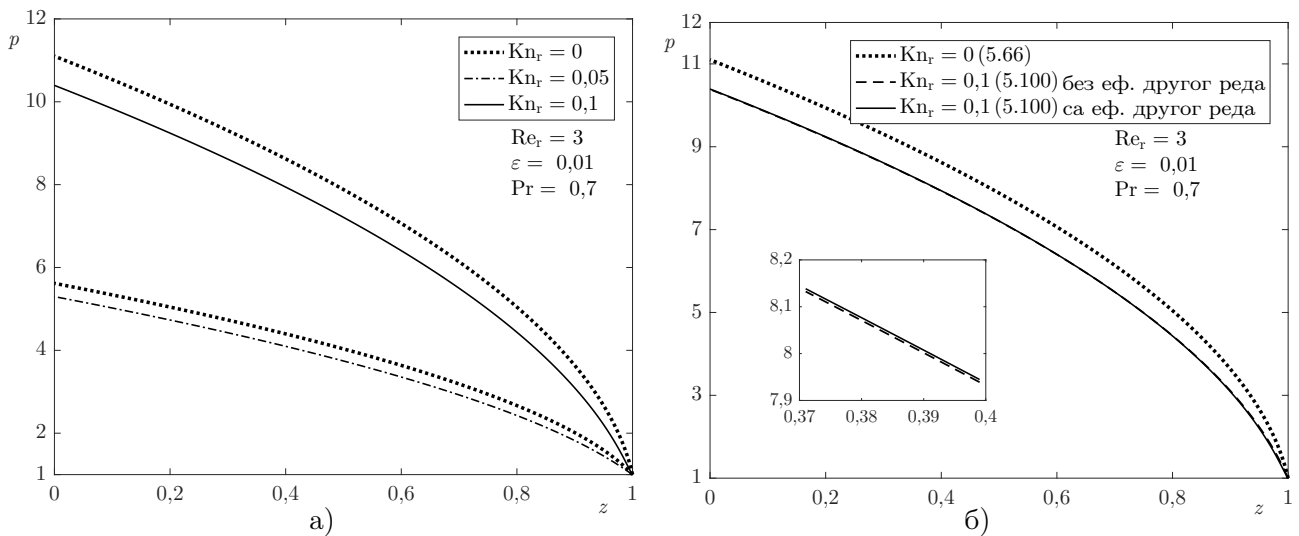 12
p
10
8
6
4
2
1
0
0,2
0,4
0,6
0,8
1
z
Kn_r = 0
Kn_r = 0,05
Kn_r = 0,1
Re_r = 3
ε = 0,01
Pr = 0,7
а)
12
p
11
9
7
5
3
1
0
0,2
0,4
0,6
0,8
1
z
Kn_r = 0 (5.66)
Kn_r = 0,1 (5.100) без еф. другог реда
Kn_r = 0,1 (5.100) са еф. другог реда
Re_r = 3
ε = 0,01
Pr = 0,7
8,2
8,1
8
7,9
0,37
0,38
0,39
0,4
б)